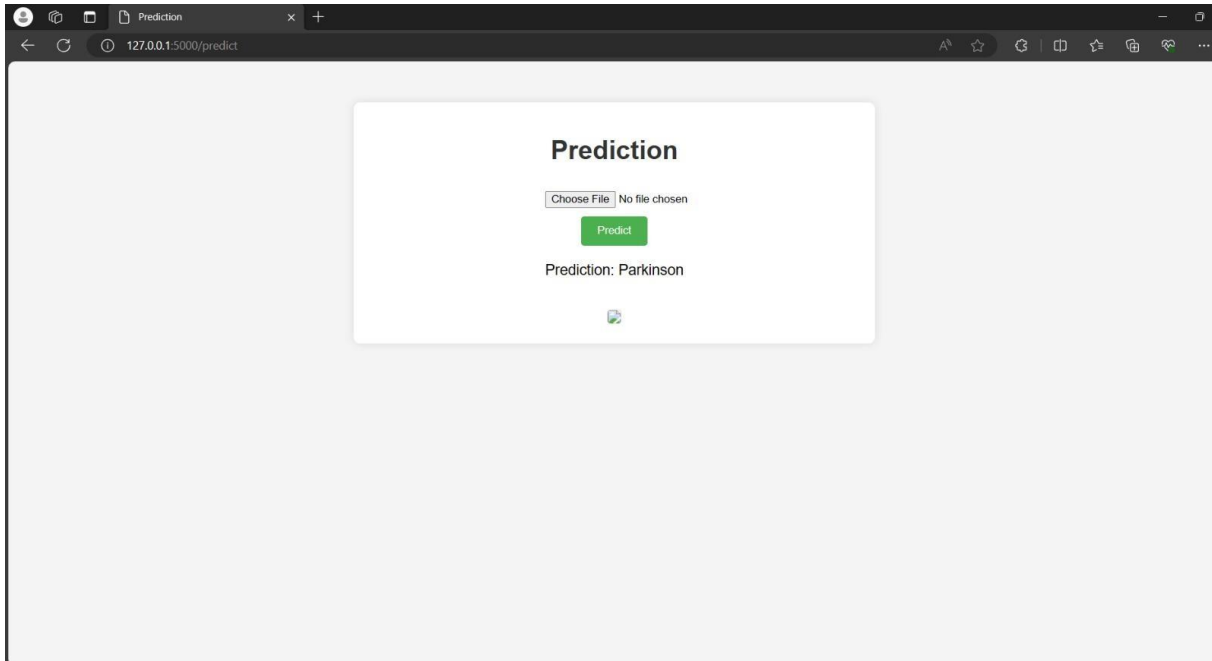 Prediction
127.0.0.1:5000/predict
Prediction
Choose File No file chosen
Predict
Prediction: Parkinson